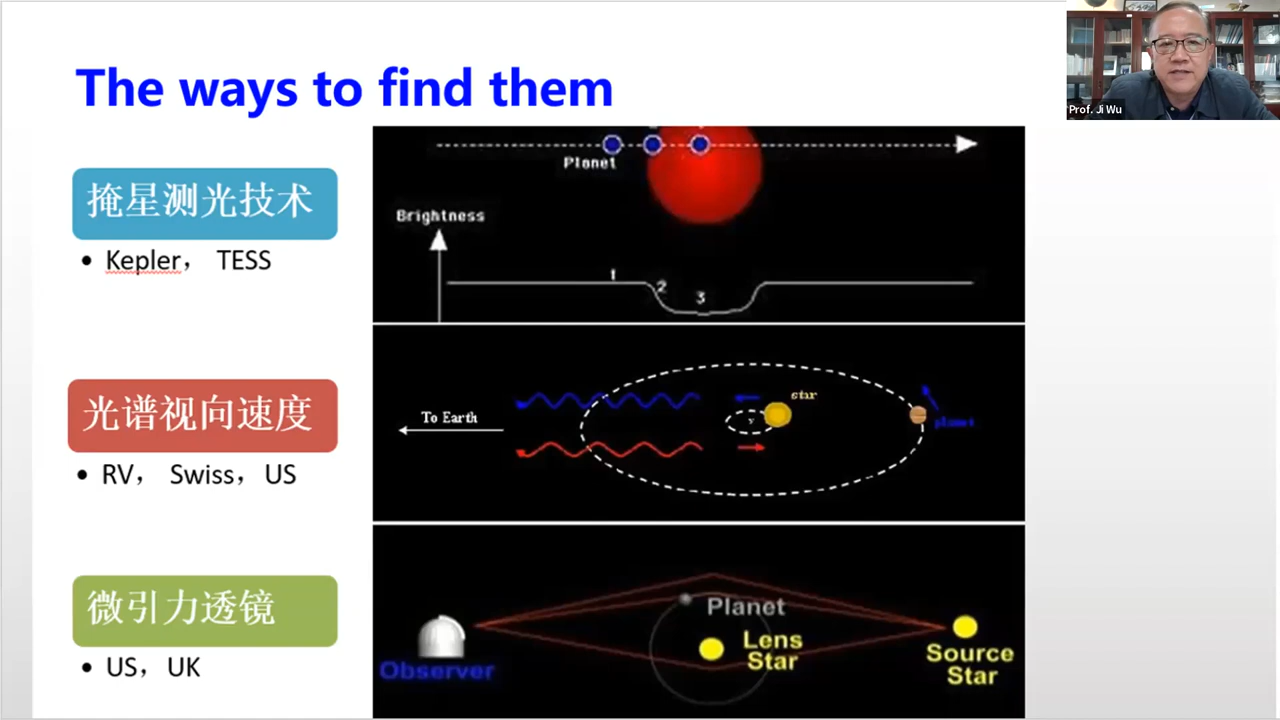 The ways to find them
Prof. Ji Wu
掩星测光技术
• Kepler， TESS
Planet
Brightness
1
2
3
光谱视向速度
• RV， Swiss，US
To Earth
star
planet
微引力透镜
• US，UK
Planet
Lens
Star
Observer
Source
Star